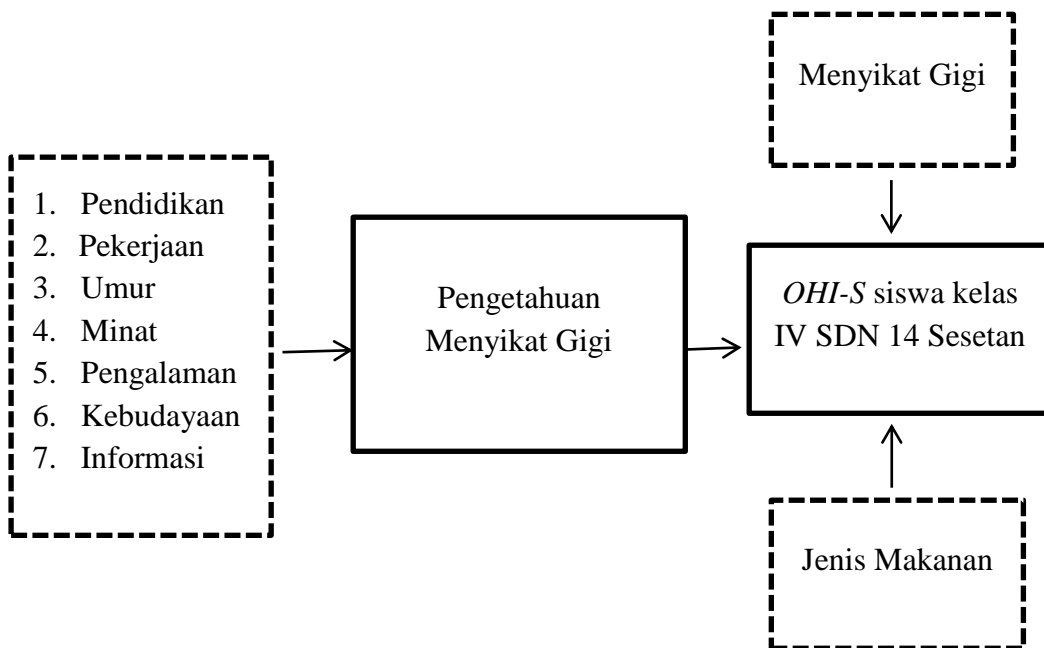 Menyikat Gigi
1. Pendidikan
2. Pekerjaan
3. Umur
4. Minat
5. Pengalaman
6. Kebudayaan
7. Informasi
Pengetahuan
Menyikat Gigi
OHI-S siswa kelas
IV SDN 14 Sesetan
Jenis Makanan